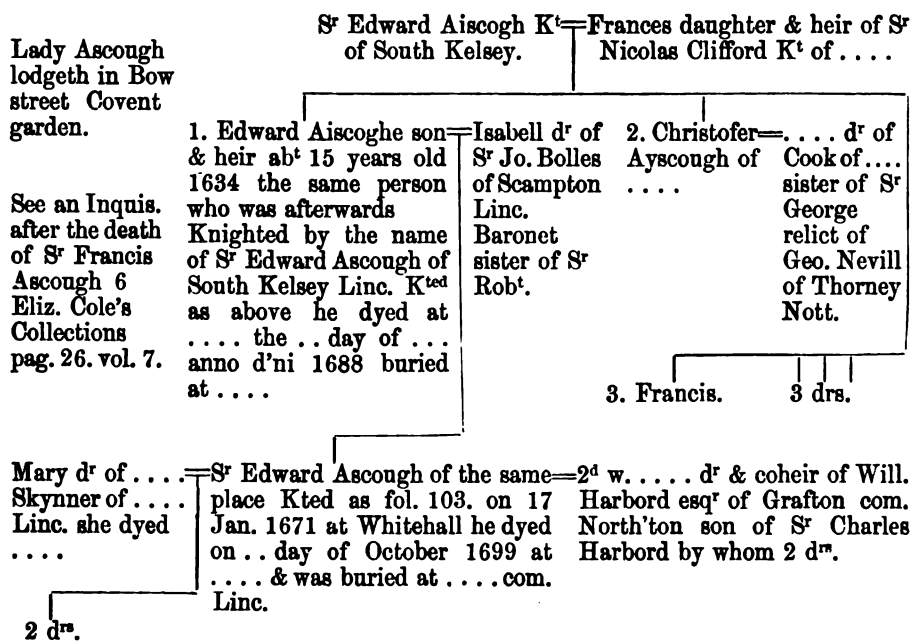 Sʳ Edward Aiscogh Kᵗ=Frances daughter & heir of Sʳ
of South Kelsey. Nicolas Clifford Kᵗ of . . . .
Lady Ascough
lodgeth in Bow
street Covent
garden.
See an Inquis.
after the death
of Sʳ Francis
Ascough 6
Eliz. Cole's
Collections
pag. 26. vol. 7.
1. Edward Aiscoghe son=
& heir abᵗ 15 years old
1634 the same person
who was afterwards
Knighted by the name
of Sʳ Edward Ascough of
South Kelsey Linc. Kᵗᵉᵈ
as above he dyed at
. . . . the . . day of . . .
anno d'ni 1688 buried
at . . . .
Isabell dʳ of
Sʳ Jo. Bolles
of Scampton
Linc.
Baronet
sister of Sʳ
Robᵗ.
2. Christofer=
Ayscough of
. . . .
. . . . dʳ of
Cook of . . . .
sister of Sʳ
George
relict of
Geo. Nevill
of Thorney
Nott.
3. Francis. 3 drs.
Mary dʳ of . . . .=
Skynner of . . . .
Linc. she dyed
. . . .
Sʳ Edward Ascough of the same=
place Kted as fol. 103. on 17
Jan. 1671 at Whitehall he dyed
on . . day of October 1699 at
. . . . & was buried at . . . . com.
Linc.
2ᵈ w. . . . . dʳ & coheir of Will.
Harbord esqʳ of Grafton com.
North'ton son of Sʳ Charles
Harbord by whom 2 dʳˢ.
2 dʳˢ.